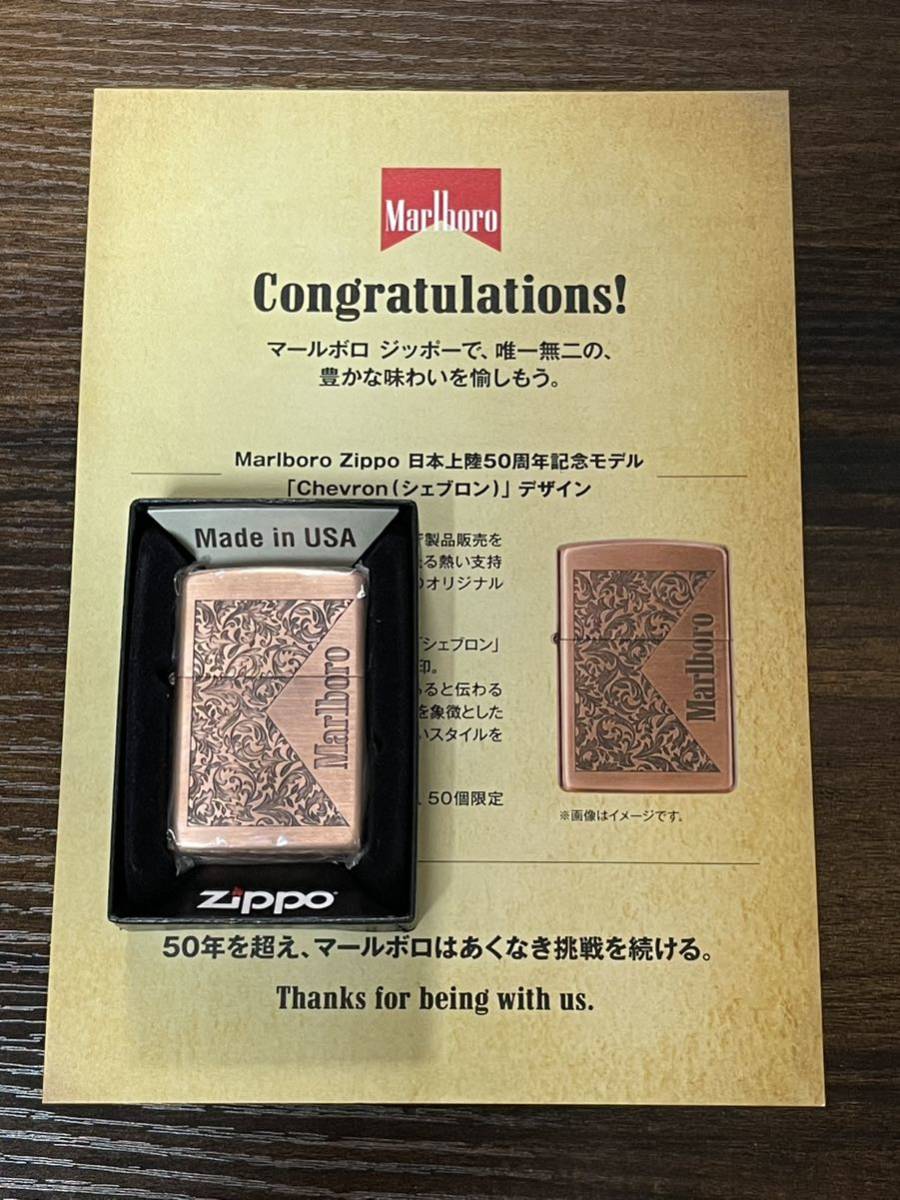 Marlboro
Congratulations!
マールボロ ジッポーで、唯一無二の、
豊かな味わいを愉しもう。
Marlboro Zippo 日本上陸50周年記念モデル
「Chevron(シェブロン)」デザイン
製品販売を
る熱い支持
オリジナル
「シェブロン」
印。
ると伝わる
を象徴とした
スタイルを
50個限定
Made in USA
Marlboro
zippo
Marlboro
※画像はイメージです。
50年を超え、マールボロはあくなき挑戦を続ける。
Thanks for being with us.